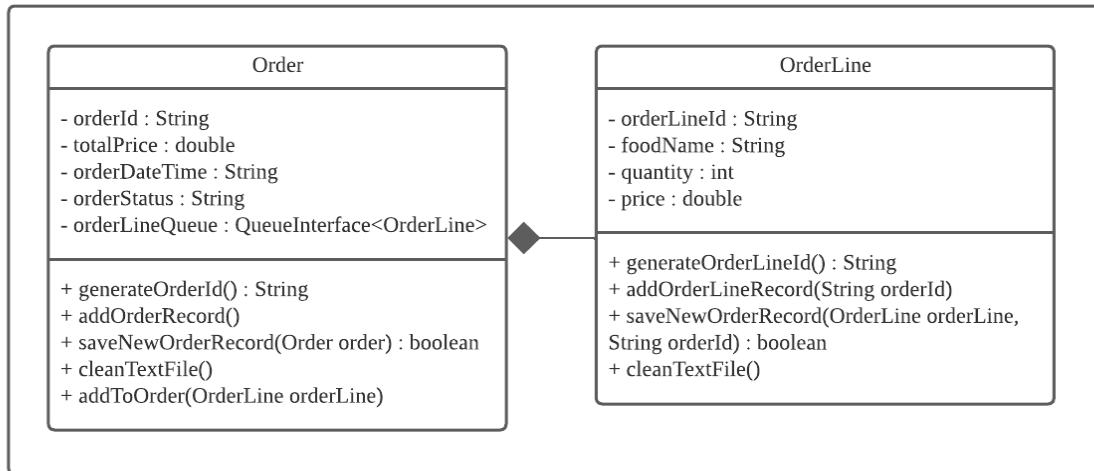 Order
- orderId : String
- totalPrice : double
- orderDateTime : String
- orderStatus : String
- orderLineQueue : QueueInterface<OrderLine>
+ generateOrderId() : String
+ addOrderRecord()
+ saveNewOrderRecord(Order order) : boolean
+ cleanTextFile()
+ addToOrder(OrderLine orderLine)
OrderLine
- orderLineId : String
- foodName : String
- quantity : int
- price : double
+ generateOrderLineId() : String
+ addOrderLineRecord(String orderId)
+ saveNewOrderRecord(OrderLine orderLine,
String orderId) : boolean
+ cleanTextFile()